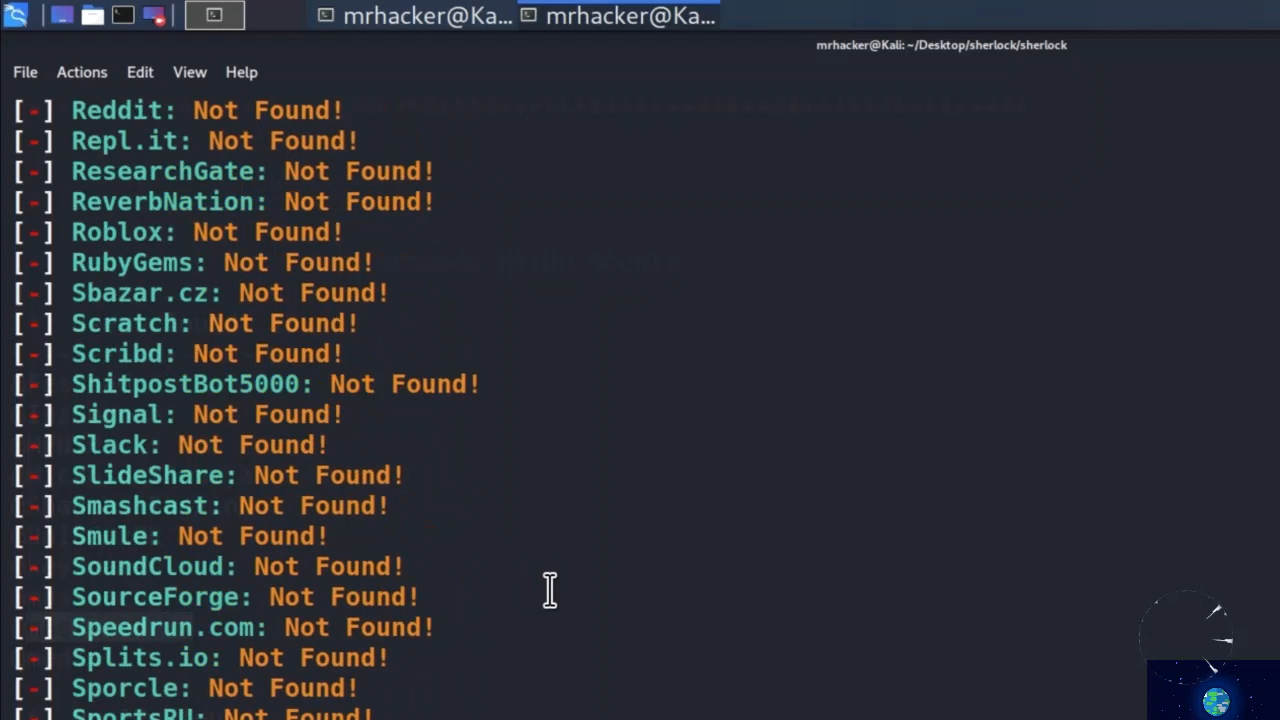 mrhacker@Ka... mrhacker@Ka...
mrhacker@Kali: ~/Desktop/sherlock/sherlock
File Actions Edit View Help
[-] Reddit: Not Found!
[-] Repl.it: Not Found!
[-] ResearchGate: Not Found!
[-] ReverbNation: Not Found!
[-] Roblox: Not Found!
[-] RubyGems: Not Found!
[-] Sbazar.cz: Not Found!
[-] Scratch: Not Found!
[-] Scribd: Not Found!
[-] ShitpostBot5000: Not Found!
[-] Signal: Not Found!
[-] Slack: Not Found!
[-] SlideShare: Not Found!
[-] Smashcast: Not Found!
[-] Smule: Not Found!
[-] SoundCloud: Not Found!
[-] SourceForge: Not Found!
[-] Speedrun.com: Not Found!
[-] Splits.io: Not Found!
[-] Sporcle: Not Found!
[-] SportsRU: Not Found!